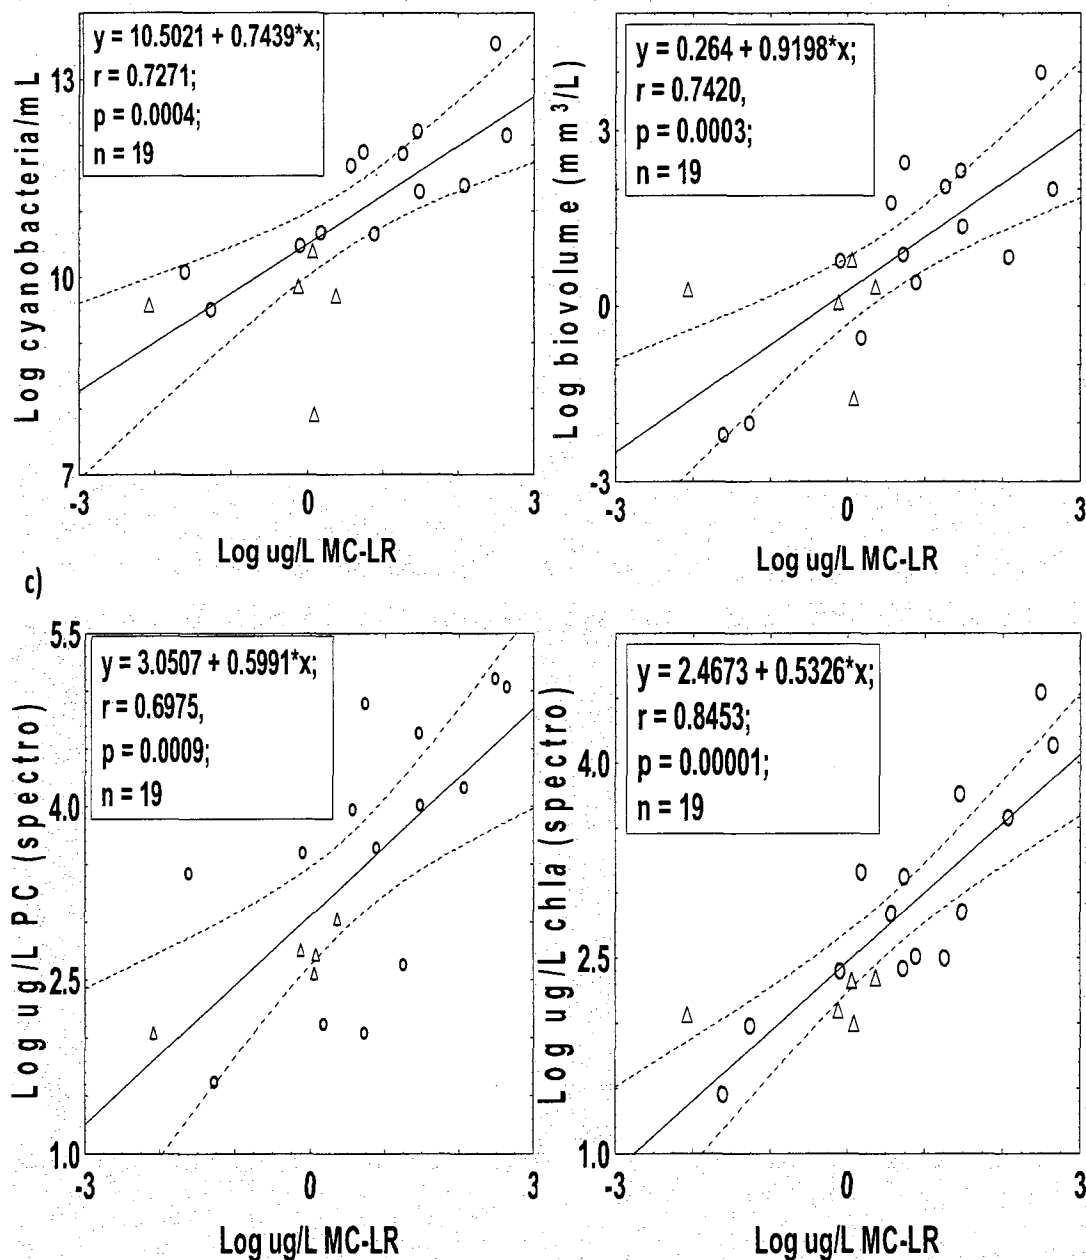 y = 10.5021 + 0.7439*x;
r = 0.7271;
p = 0.0004;
n = 19
Log cyanobacteria/mL
13
10
7
-3 0 3
Log ug/L MC-LR
y = 0.264 + 0.9198*x;
r = 0.7420,
p = 0.0003;
n = 19
Log biovolume (mm³/L)
3
0
-3
-3 0 3
Log ug/L MC-LR
c)
y = 3.0507 + 0.5991*x;
r = 0.6975,
p = 0.0009;
n = 19
Log ug/L PC (spectro)
5.5
4.0
2.5
1.0
-3 0 3
Log ug/L MC-LR
y = 2.4673 + 0.5326*x;
r = 0.8453;
p = 0.00001;
n = 19
Log ug/L chla (spectro)
4.0
2.5
1.0
-3 0 3
Log ug/L MC-LR